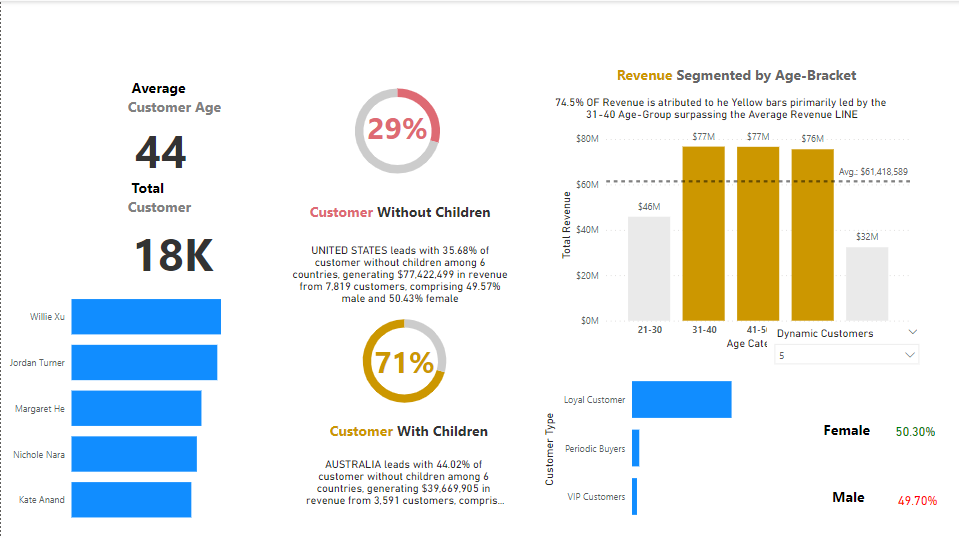 Average
Customer Age
44
Total
Customer
18K
Willie Xu
Jordan Turner
Margaret He
Nichole Nara
Kate Anand
29%
Customer Without Children
UNITED STATES leads with 35.68% of
customer without children among 6
countries, generating $77,422,499 in revenue
from 7,819 customers, comprising 49.57%
male and 50.43% female
71%
Customer With Children
AUSTRALIA leads with 44.02% of
customer without children among 6
countries, generating $39,669,905 in
revenue from 3,591 customers, compris...
Revenue Segmented by Age-Bracket
74.5% OF Revenue is atributed to he Yellow bars pirimarily led by the
31-40 Age-Group surpassing the Average Revenue LINE
Total Revenue
$80M
$60M
$40M
$20M
$0M
$46M
$77M
$77M
$76M
$32M
Avg.: $61,418,589
21-30
31-40
41-5
Age Cate
Dynamic Customers
5
Customer Type
Loyal Customer
Periodic Buyers
VIP Customers
Female 50.30%
Male 49.70%